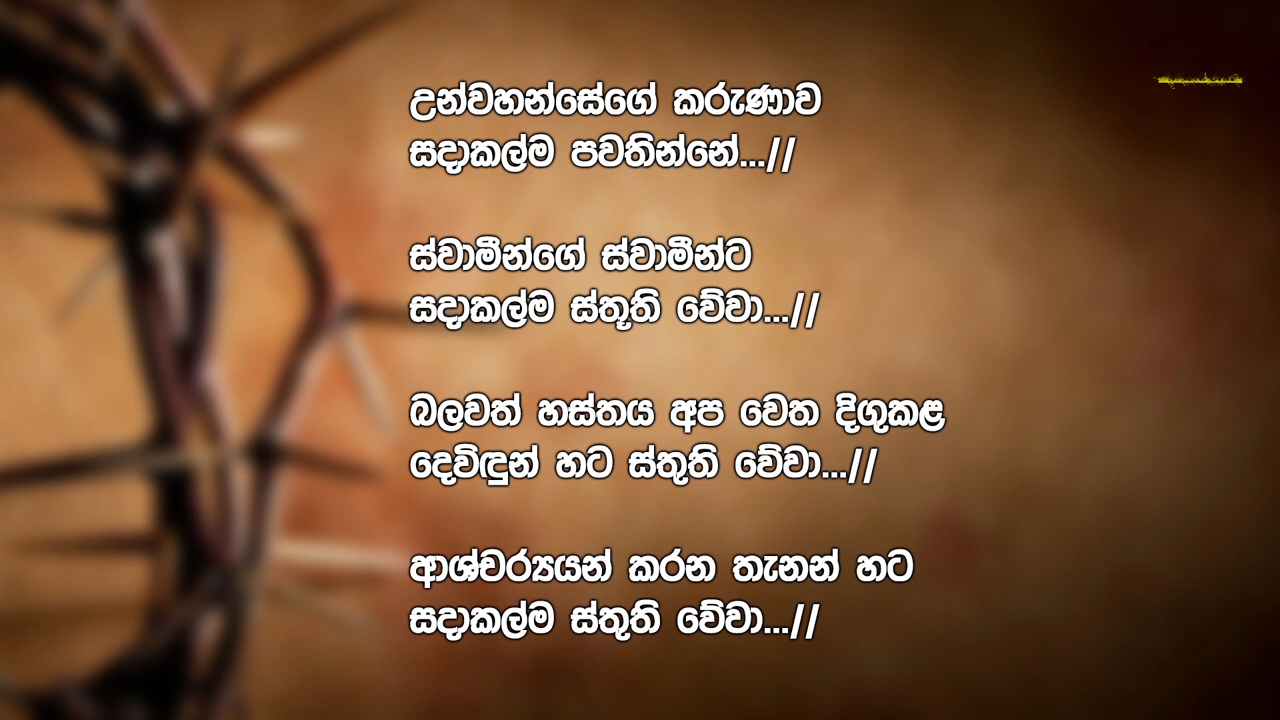 උන්වහන්සේගේ කරුණාව
සදාකල්ම පවතින්නේ...//
ස්වාමීන්ගේ ස්වාමීන්ට
සදාකල්ම ස්තූති වේවා...//
බලවත් හස්තය අප වෙත දිගුකළ
දෙවිඳුන් හට ස්තුති වේවා...//
ආශ්චර්‍ය්‍යයන් කරන තැනන් හට
සදාකල්ම ස්තුති වේවා...//